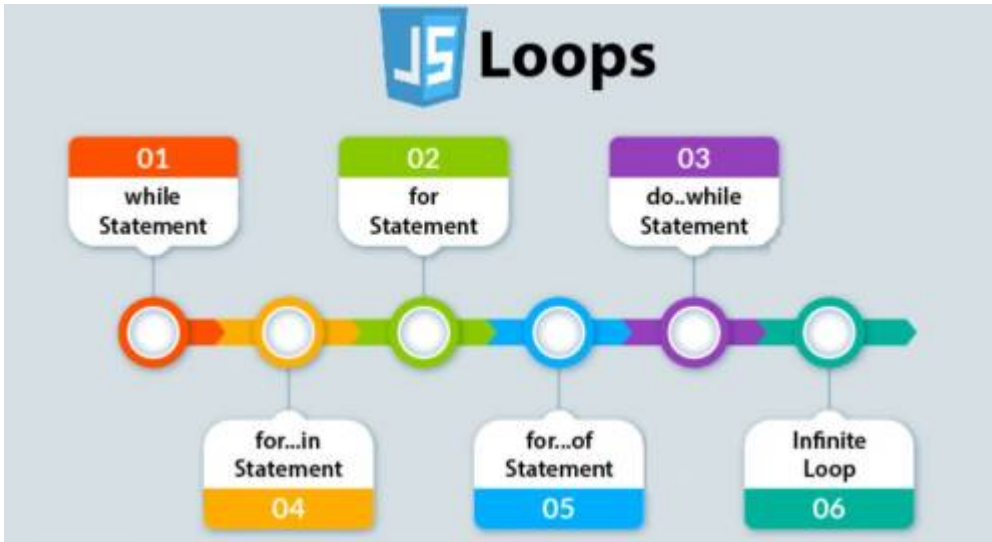 JS Loops
01
while
Statement
02
for
Statement
03
do..while
Statement
for...in
Statement
04
for...of
Statement
05
Infinite
Loop
06